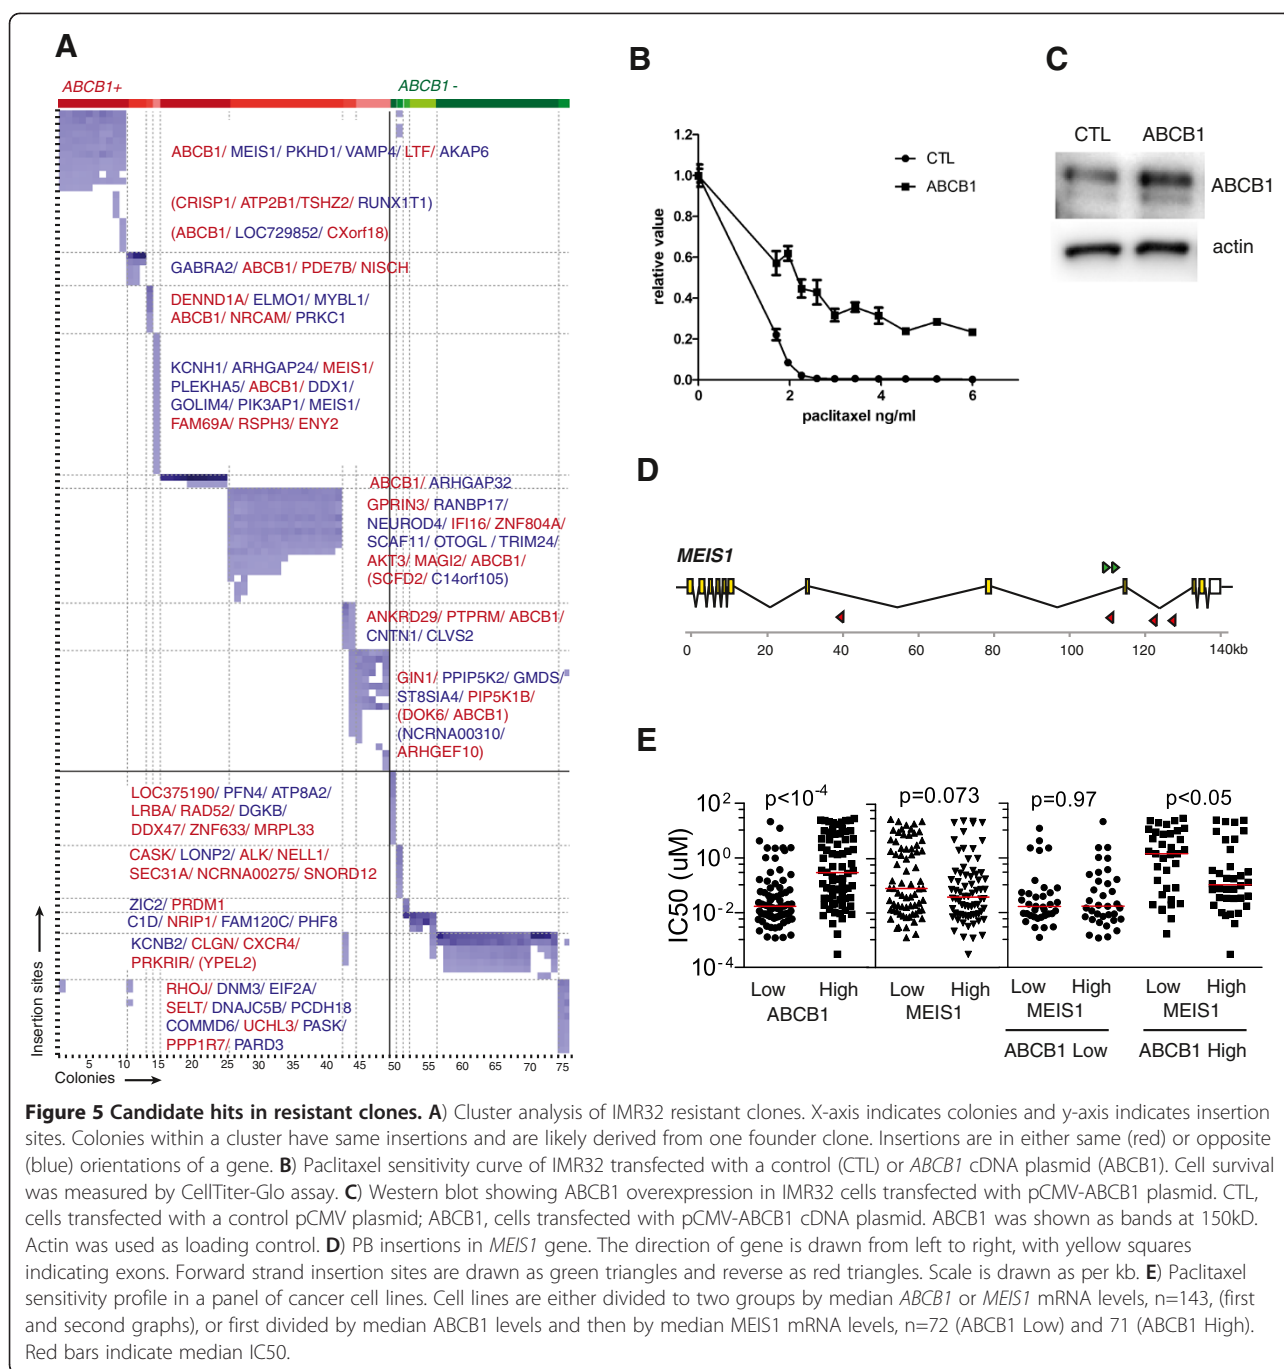 A
ABCB1+
ABCB1 -
ABCB1/ MEIS1/ PKHD1/ VAMP4/ LTF/ AKAP6
(CRISP1/ ATP2B1/TSHZ2/ RUNX1T1)
(ABCB1/ LOC729852/ CXorf18)
GABRA2/ ABCB1/ PDE7B/ NISCH
DENND1A/ ELMO1/ MYBL1/
ABCB1/ NRCAM/ PRKC1
KCNH1/ ARHGAP24/ MEIS1/
PLEKHA5/ ABCB1/ DDX1/
GOLIM4/ PIK3AP1/ MEIS1/
FAM69A/ RSPH3/ ENY2
ABCB1/ ARHGAP32
GPRIN3/ RANBP17/
NEUROD4/ IFI16/ ZNF804A/
SCAF11/ OTOGL / TRIM24/
AKT3/ MAGI2/ ABCB1/
(SCFD2/ C14orf105)
ANKRD29/ PTPRM/ ABCB1/
CNTN1/ CLVS2
GIN1/ PPIP5K2/ GMDS/
ST8SIA4/ PIP5K1B/
(DOK6/ ABCB1)
(NCRNA00310/
ARHGEF10)
LOC375190/ PFN4/ ATP8A2/
LRBA/ RAD52/ DGKB/
DDX47/ ZNF633/ MRPL33
CASK/ LONP2/ ALK/ NELL1/
SEC31A/ NCRNA00275/ SNORD12
ZIC2/ PRDM1
C1D/ NRIP1/ FAM120C/ PHF8
KCNB2/ CLGN/ CXCR4/
PRKRIR/ (YPEL2)
RHOJ/ DNM3/ EIF2A/
SELT/ DNAJC5B/ PCDH18
COMMD6/ UCHL3/ PASK/
PPP1R7/ PARD3
Insertion sites
5 10 15 20 25 30 35 40 45 50 55 60 65 70 75
Colonies
B
1.2
1.0
0.8
0.6
0.4
0.2
0.0
relative value
CTL
ABCB1
0 2 4 6
paclitaxel ng/ml
C
CTL ABCB1
ABCB1
actin
D
MEIS1
0 20 40 60 80 100 120 140kb
E
IC50 (uM)
10^2
10^0
10^-2
10^-4
p<10^-4 p=0.073 p=0.97 p<0.05
Low High Low High Low High Low High
ABCB1 MEIS1 MEIS1 MEIS1
ABCB1 Low ABCB1 High
Figure 5 Candidate hits in resistant clones. A) Cluster analysis of IMR32 resistant clones. X-axis indicates colonies and y-axis indicates insertion
sites. Colonies within a cluster have same insertions and are likely derived from one founder clone. Insertions are in either same (red) or opposite
(blue) orientations of a gene. B) Paclitaxel sensitivity curve of IMR32 transfected with a control (CTL) or ABCB1 cDNA plasmid (ABCB1). Cell survival
was measured by CellTiter-Glo assay. C) Western blot showing ABCB1 overexpression in IMR32 cells transfected with pCMV-ABCB1 plasmid. CTL,
cells transfected with a control pCMV plasmid; ABCB1, cells transfected with pCMV-ABCB1 cDNA plasmid. ABCB1 was shown as bands at 150kD.
Actin was used as loading control. D) PB insertions in MEIS1 gene. The direction of gene is drawn from left to right, with yellow squares
indicating exons. Forward strand insertion sites are drawn as green triangles and reverse as red triangles. Scale is drawn as per kb. E) Paclitaxel
sensitivity profile in a panel of cancer cell lines. Cell lines are either divided to two groups by median ABCB1 or MEIS1 mRNA levels, n=143, (first
and second graphs), or first divided by median ABCB1 levels and then by median MEIS1 mRNA levels, n=72 (ABCB1 Low) and 71 (ABCB1 High).
Red bars indicate median IC50.